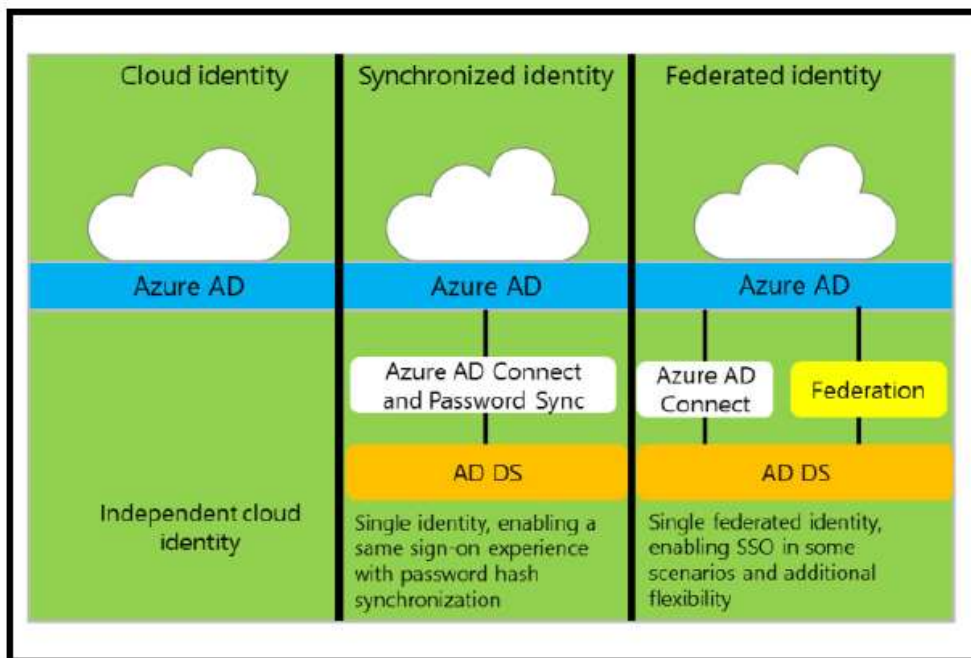 Cloud identity
Azure AD
Independent cloud
identity
Synchronized identity
Azure AD
Azure AD Connect
and Password Sync
AD DS
Single identity, enabling a
same sign-on experience
with password hash
synchronization
Federated identity
Azure AD
Azure AD
Connect
Federation
AD DS
Single federated identity,
enabling SSO in some
scenarios and additional
flexibility